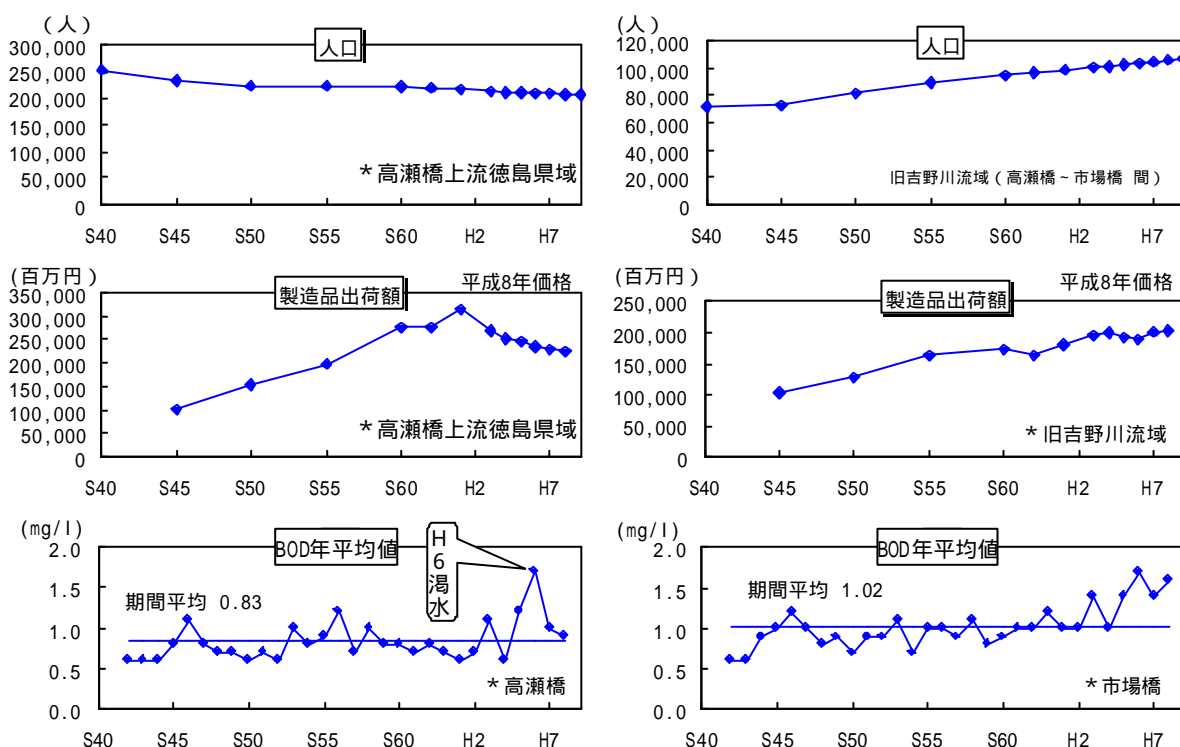 (人)
人口
300,000
250,000
200,000
150,000
100,000
50,000
0
*高瀬橋上流徳島県域
S40 S45 S50 S55 S60 H2 H7
(人)
人口
120,000
100,000
80,000
60,000
40,000
20,000
0
旧吉野川流域(高瀬橋~市場橋 間)
S40 S45 S50 S55 S60 H2 H7
(百万円)
製造品出荷額
平成8年価格
350,000
300,000
250,000
200,000
150,000
100,000
50,000
0
*高瀬橋上流徳島県域
S40 S45 S50 S55 S60 H2 H7
(百万円)
製造品出荷額
平成8年価格
250,000
200,000
150,000
100,000
50,000
0
*旧吉野川流域
S40 S45 S50 S55 S60 H2 H7
(mg/l)
BOD年平均値
H6渇水
2.0
1.5
1.0
0.5
0.0
期間平均 0.83
*高瀬橋
S40 S45 S50 S55 S60 H2 H7
(mg/l)
BOD年平均値
2.0
1.5
1.0
0.5
0.0
期間平均 1.02
*市場橋
S40 S45 S50 S55 S60 H2 H7